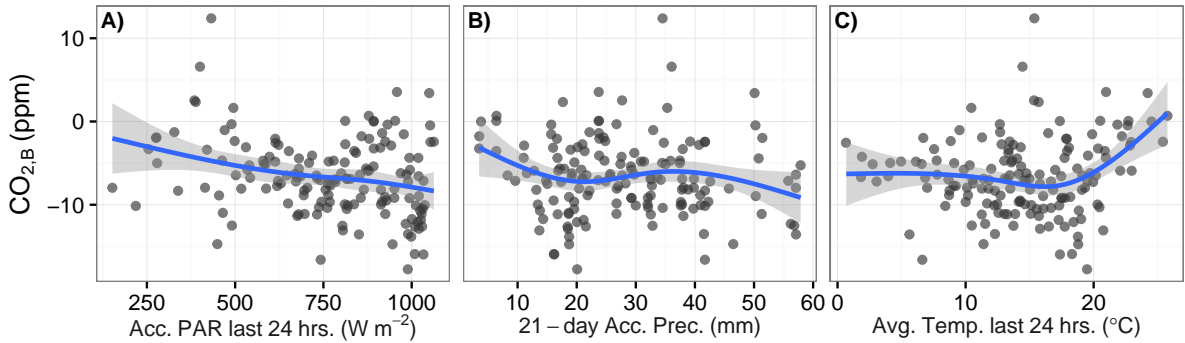 A) B) C)
CO₂,B (ppm)
10
0
−10
250 500 750 1000
10 20 30 40 50 60
0 10 20
Acc. PAR last 24 hrs. (W m⁻²)
21 − day Acc. Prec. (mm)
Avg. Temp. last 24 hrs. (°C)